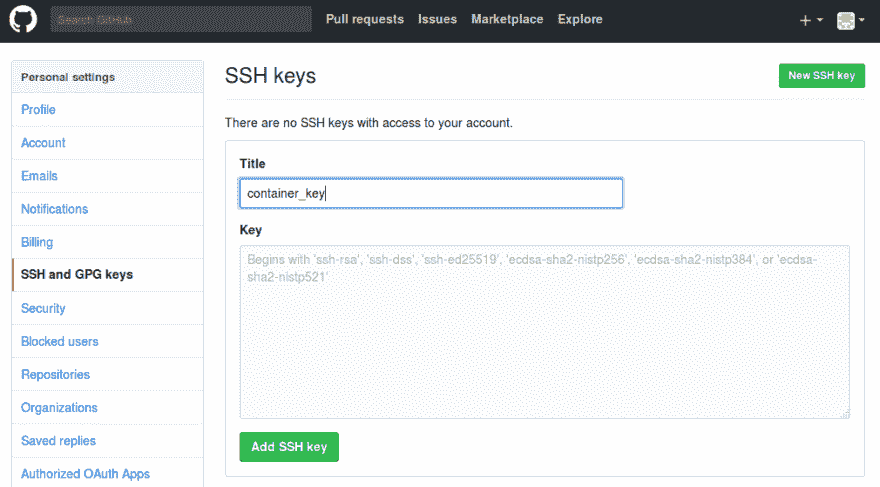 Search GitHub
Pull requests Issues Marketplace Explore
Personal settings
Profile
Account
Emails
Notifications
Billing
SSH and GPG keys
Security
Blocked users
Repositories
Organizations
Saved replies
Authorized OAuth Apps
SSH keys
New SSH key
There are no SSH keys with access to your account.
Title
container_key
Key
Begins with 'ssh-rsa', 'ssh-dss', 'ssh-ed25519', 'ecdsa-sha2-nistp256', 'ecdsa-sha2-nistp384', or 'ecdsa-
sha2-nistp521'
Add SSH key